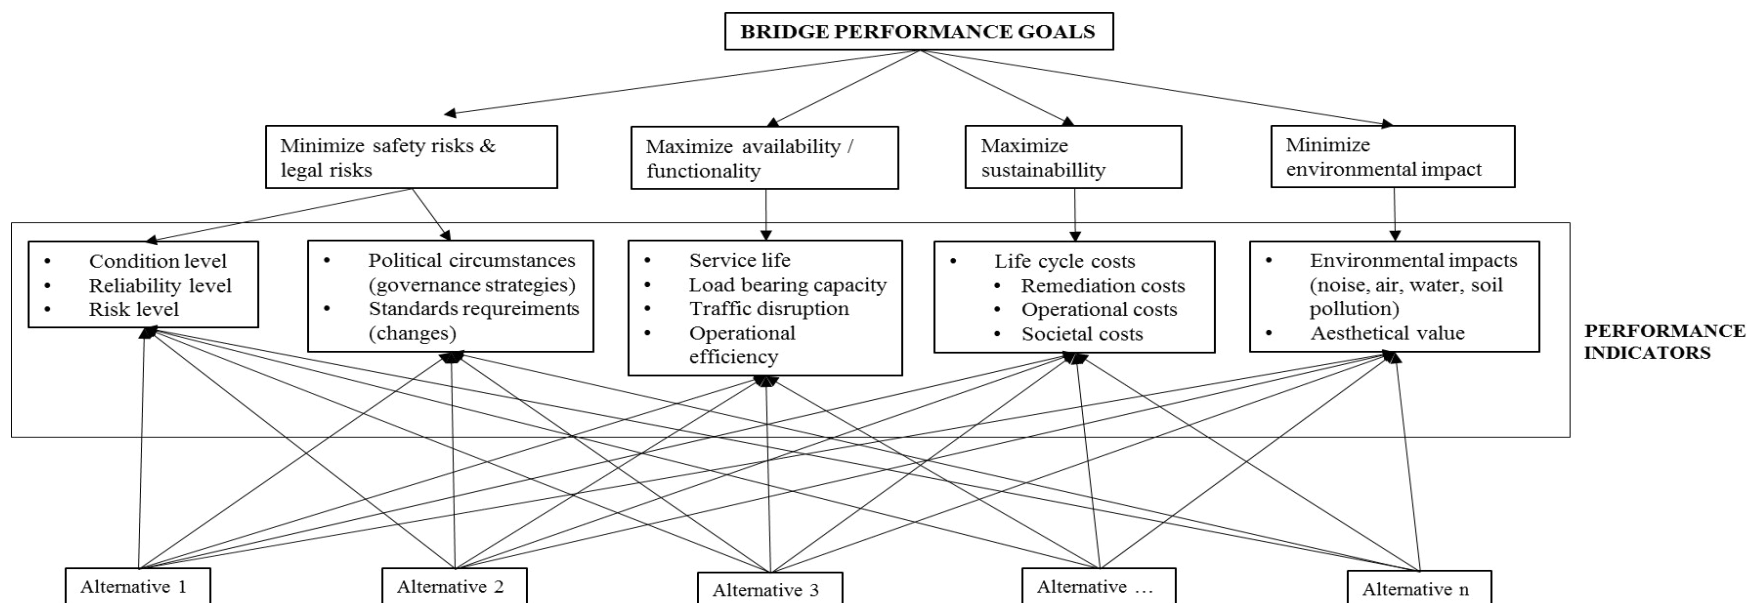 BRIDGE PERFORMANCE GOALS
Minimize safety risks &
legal risks
Maximize availability /
functionality
Maximize
sustainabillity
Minimize
environmental impact
• Condition level
• Reliability level
• Risk level
• Political circumstances
(governance strategies)
• Standards requreiments
(changes)
• Service life
• Load bearing capacity
• Traffic disruption
• Operational
efficiency
• Life cycle costs
• Remediation costs
• Operational costs
• Societal costs
• Environmental impacts
(noise, air, water, soil
pollution)
• Aesthetical value
PERFORMANCE
INDICATORS
Alternative 1
Alternative 2
Alternative 3
Alternative …
Alternative n